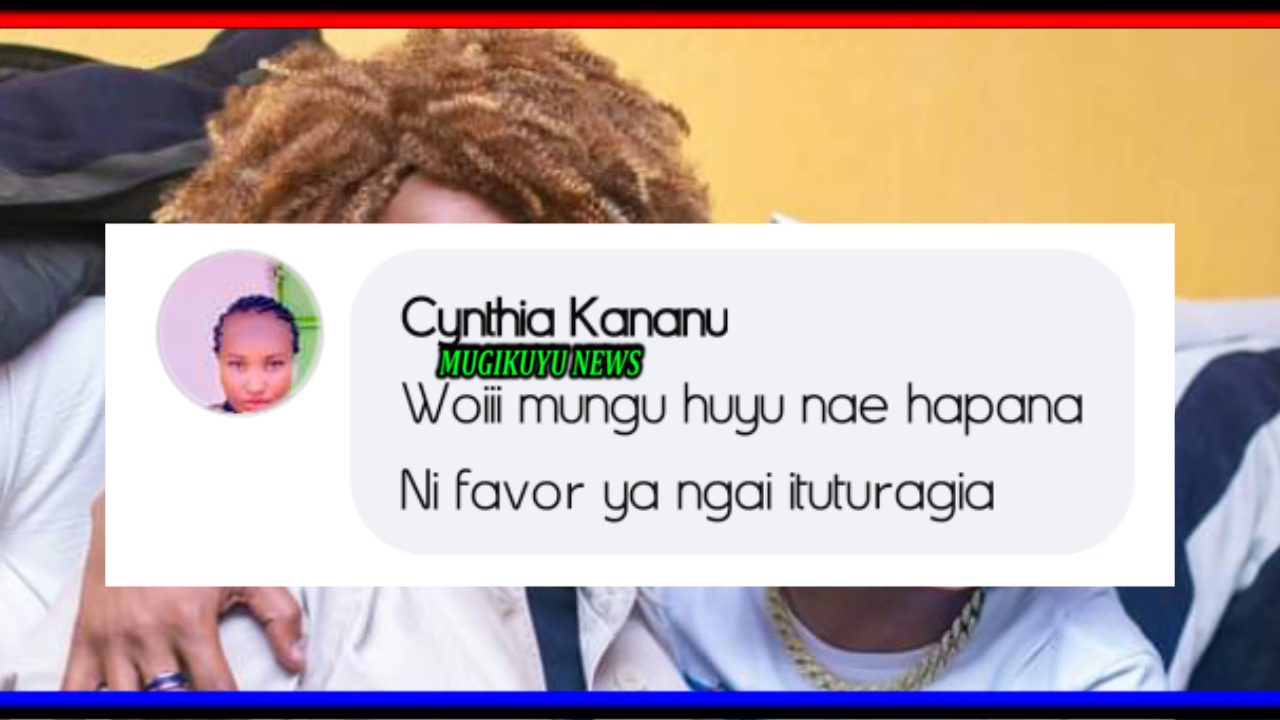 Cynthia Kananu
MUGIKUYU NEWS
Woiii mungu huyu nae hapana
Ni favor ya ngai ituturagia